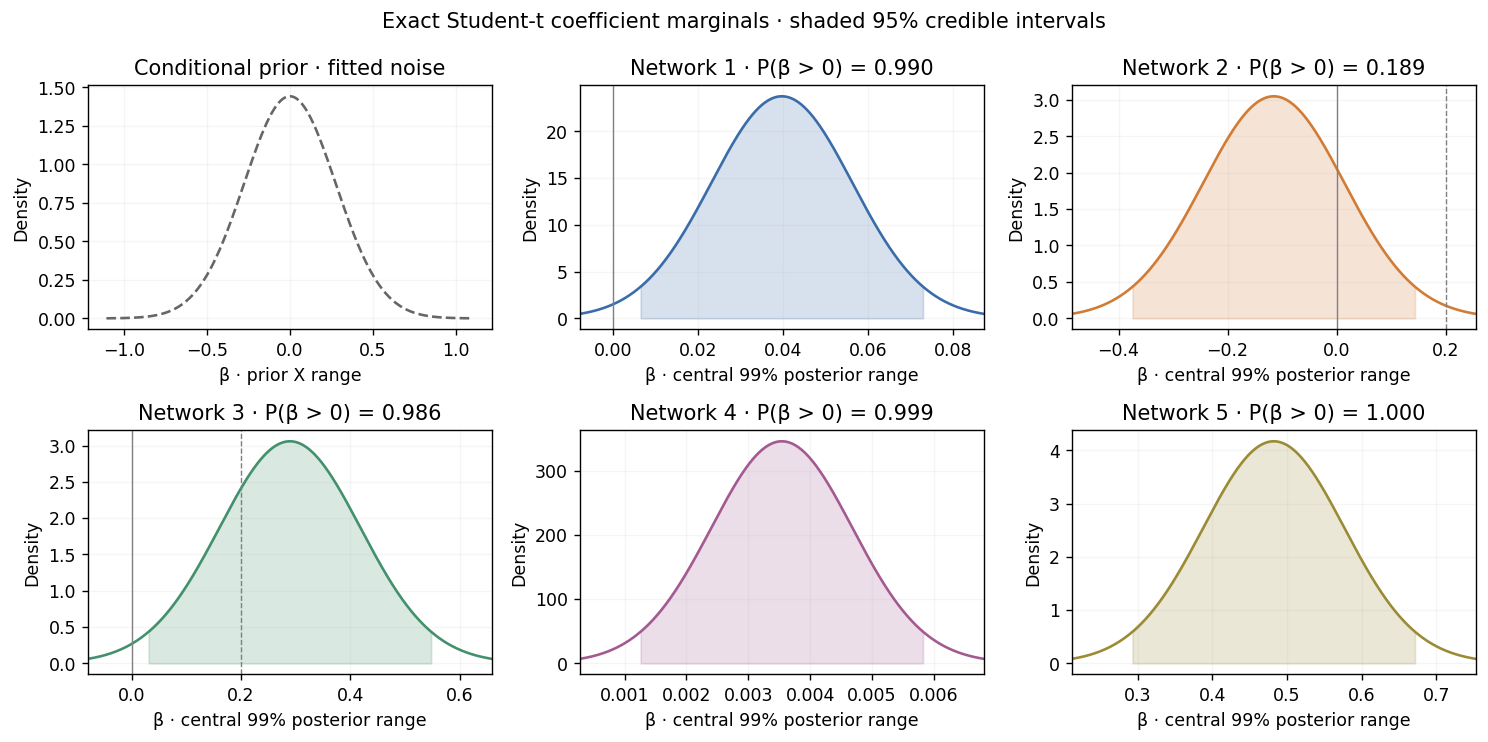 Exact Student-t coefficient marginals · shaded 95% credible intervals
Conditional prior · fitted noise
Density
1.50
1.25
1.00
0.75
0.50
0.25
0.00
−1.0 −0.5 0.0 0.5 1.0
β · prior X range
Network 1 · P(β > 0) = 0.990
Density
20
15
10
5
0
0.00 0.02 0.04 0.06 0.08
β · central 99% posterior range
Network 2 · P(β > 0) = 0.189
Density
3.0
2.5
2.0
1.5
1.0
0.5
0.0
−0.4 −0.2 0.0 0.2
β · central 99% posterior range
Network 3 · P(β > 0) = 0.986
Density
3.0
2.5
2.0
1.5
1.0
0.5
0.0
0.0 0.2 0.4 0.6
β · central 99% posterior range
Network 4 · P(β > 0) = 0.999
Density
300
200
100
0
0.001 0.002 0.003 0.004 0.005 0.006
β · central 99% posterior range
Network 5 · P(β > 0) = 1.000
Density
4
3
2
1
0
0.3 0.4 0.5 0.6 0.7
β · central 99% posterior range